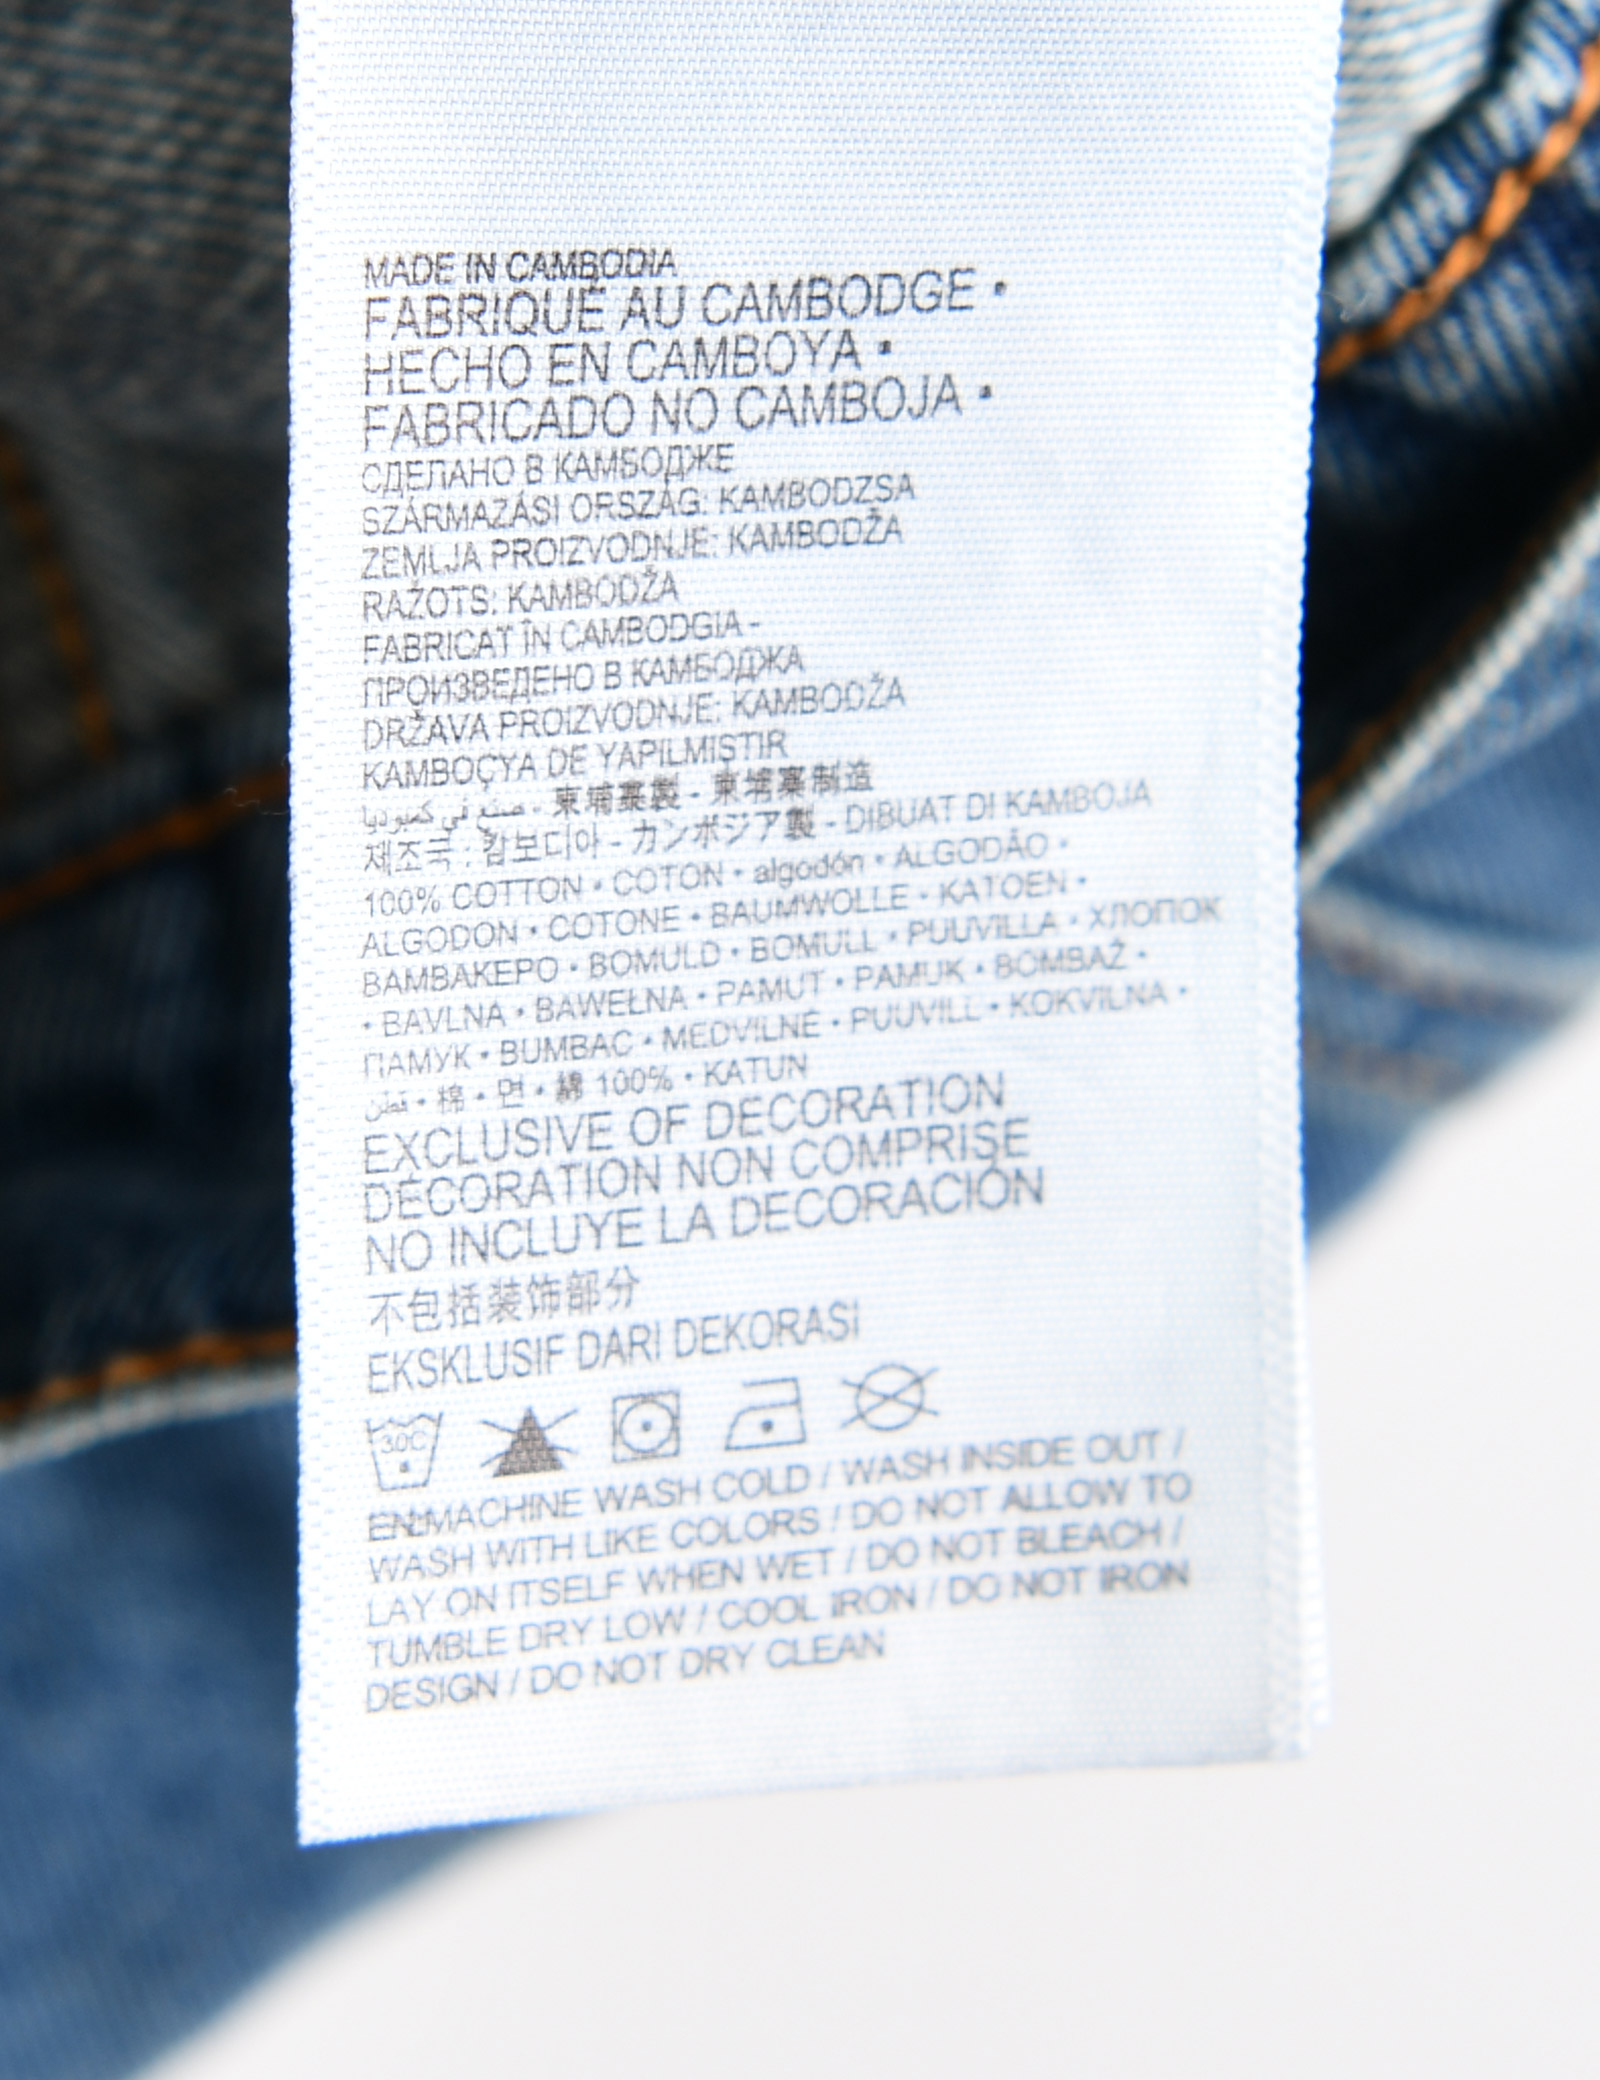 MADE IN CAMBODIA
FABRIQUÉ AU CAMBODGE •
HECHO EN CAMBOYA •
FABRICADO NO CAMBOJA •
СДЕЛАНО В КАМБОДЖЕ
SZÁRMAZÁSI ORSZÁG: KAMBODZSA
ZEMLJA PROIZVODNJE: KAMBODŽA
RAŽOTS: KAMBODŽA
FABRICAT ÎN CAMBODGIA -
ПРОИЗВЕДЕНО В КАМБОДЖА
DRŽAVA PROIZVODNJE: KAMBODŽA
KAMBOÇYA DE YAPILMIŞTIR
صنع في كمبوديا - 柬埔寨製 - 柬埔寨制造
제조국 : 캄보디아 - カンボジア製 - DIBUAT DI KAMBOJA
100% COTTON • COTON • algodón • ALGODÃO •
ALGODON • COTONE • BAUMWOLLE • KATOEN •
BAMBAKEPO • BOMULD • BOMULL • PUUVILLA • ХЛОПОК
• BAVLNA • BAWEŁNA • PAMUT • PAMUK • BOMBAŽ •
ПАМУК • BUMBAC • MEDVILNĖ • PUUVILL • KOKVILNA •
قطن • 棉 • 면 • 綿 100% • KATUN
EXCLUSIVE OF DECORATION
DÉCORATION NON COMPRISE
NO INCLUYE LA DECORACIÓN
不包括装饰部分
EKSKLUSIF DARI DEKORASI
30C
EN:MACHINE WASH COLD / WASH INSIDE OUT /
WASH WITH LIKE COLORS / DO NOT ALLOW TO
LAY ON ITSELF WHEN WET / DO NOT BLEACH /
TUMBLE DRY LOW / COOL IRON / DO NOT IRON
DESIGN / DO NOT DRY CLEAN